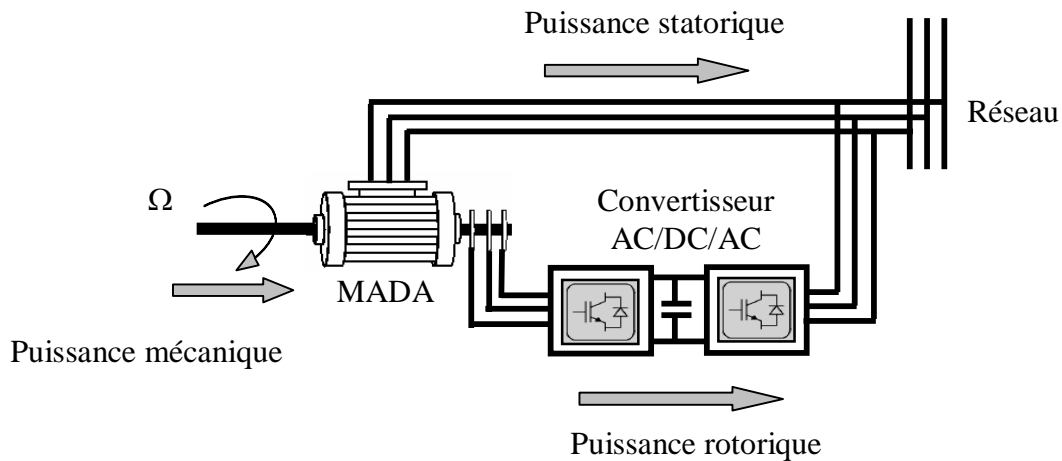 Puissance statorique
Réseau
Ω
Convertisseur
AC/DC/AC
MADA
Puissance mécanique
Puissance rotorique